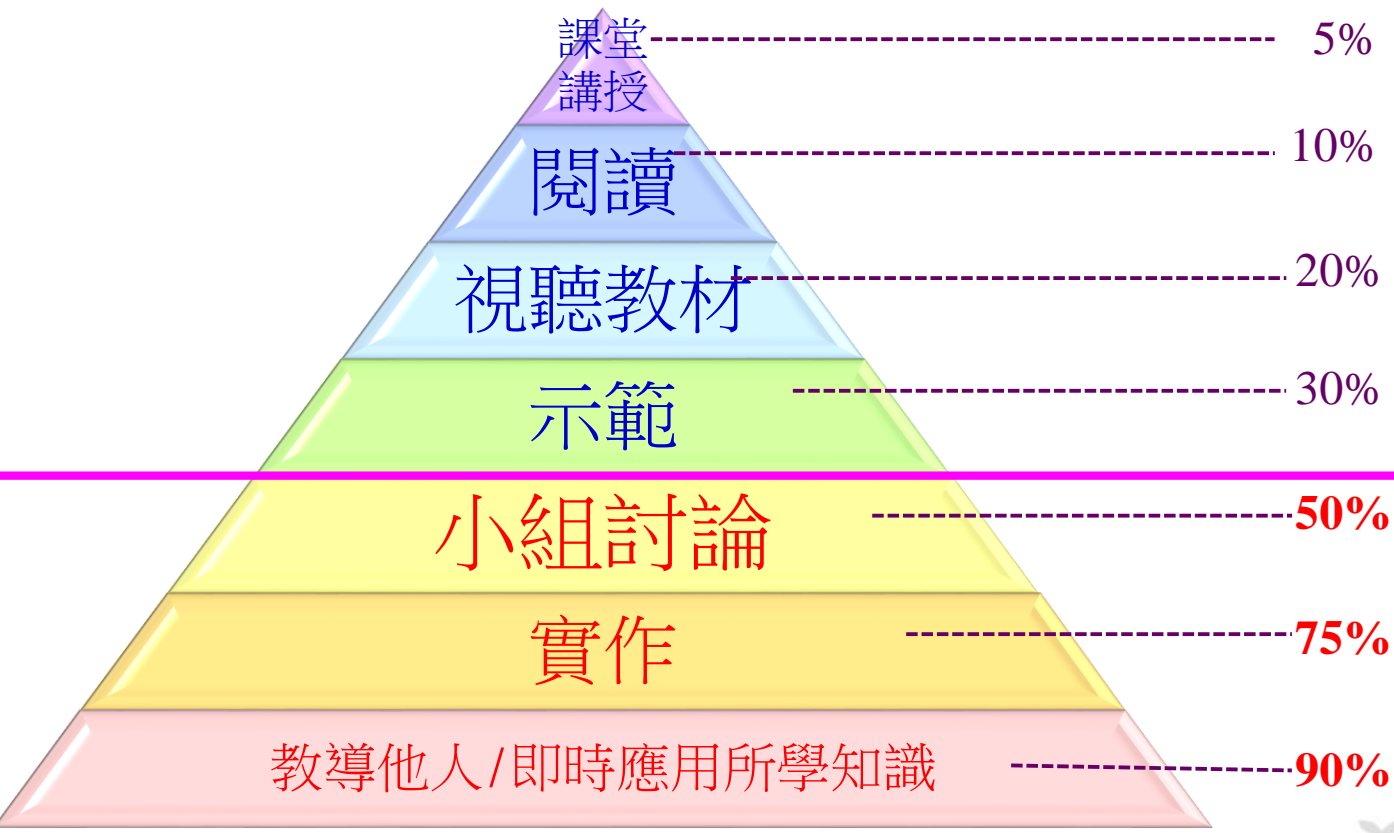 課堂
講授
5%
閱讀
10%
視聽教材
20%
示範
30%
小組討論
50%
實作
75%
教導他人/即時應用所學知識
90%